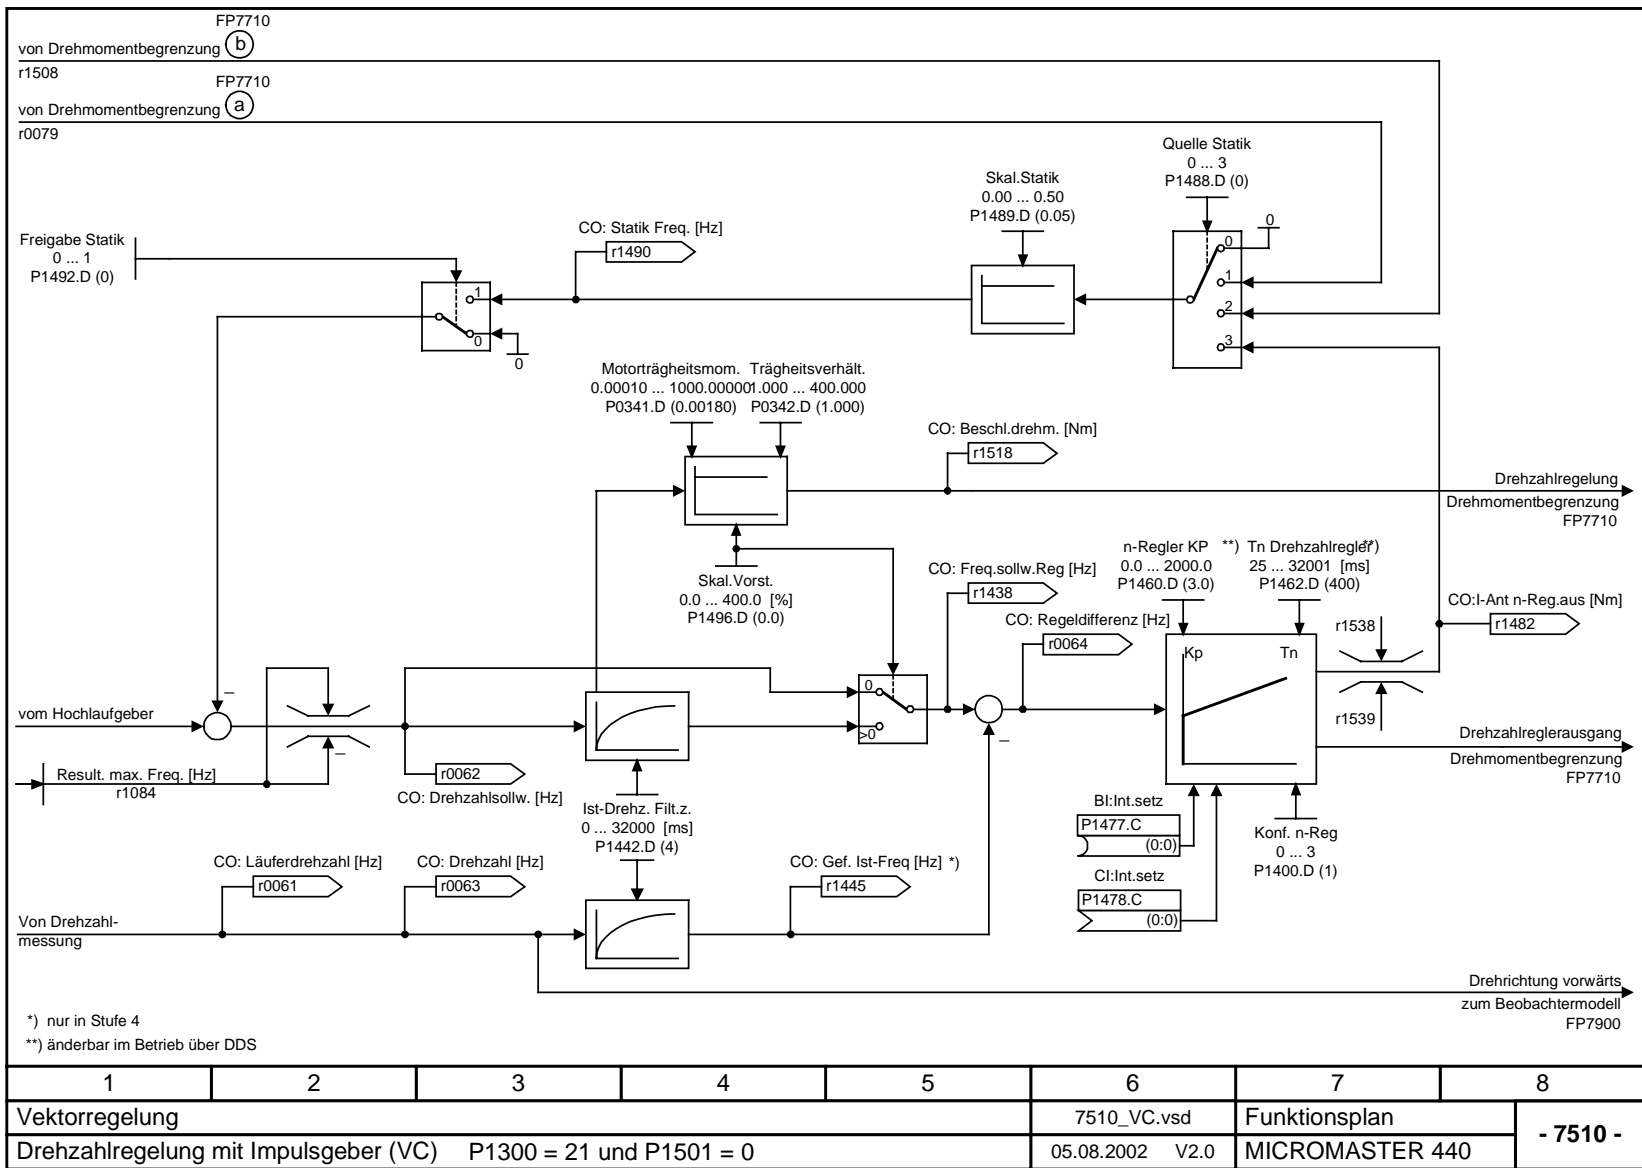 FP7710
von Drehmomentbegrenzung b
r1508
FP7710
von Drehmomentbegrenzung a
r0079
Quelle Statik
0 ... 3
P1488.D (0)
Skal.Statik
0.00 ... 0.50
P1489.D (0.05)
0
0
1
2
3
Freigabe Statik
0 ... 1
P1492.D (0)
CO: Statik Freq. [Hz]
r1490
1
0
0
Motorträgheitsmom.
0.00010 ... 1000.00000
P0341.D (0.00180)
Trägheitsverhält.
1.000 ... 400.000
P0342.D (1.000)
CO: Beschl.drehm. [Nm]
r1518
Drehzahlregelung
Drehmomentbegrenzung
FP7710
Skal.Vorst.
0.0 ... 400.0 [%]
P1496.D (0.0)
CO: Freq.sollw.Reg [Hz]
r1438
n-Regler KP **)
0.0 ... 2000.0
P1460.D (3.0)
Tn Drehzahlregler *)
25 ... 32001 [ms]
P1462.D (400)
CO:I-Ant n-Reg.aus [Nm]
r1482
CO: Regeldifferenz [Hz]
r0064
Kp
Tn
r1538
r1539
vom Hochlaufgeber
–
–
0
>0
–
Result. max. Freq. [Hz]
r1084
r0062
CO: Drehzahlsollw. [Hz]
Ist-Drehz. Filt.z.
0 ... 32000 [ms]
P1442.D (4)
Drehzahlreglerausgang
Drehmomentbegrenzung
FP7710
BI:Int.setz
P1477.C
(0:0)
CI:Int.setz
P1478.C
(0:0)
Konf. n-Reg
0 ... 3
P1400.D (1)
CO: Läuferdrehzahl [Hz]
r0061
CO: Drehzahl [Hz]
r0063
CO: Gef. Ist-Freq [Hz] *)
r1445
Von Drehzahl-
messung
Drehrichtung vorwärts
zum Beobachtermodell
FP7900
*) nur in Stufe 4
**) änderbar im Betrieb über DDS
1 2 3 4 5 6 7 8
Vektorregelung
7510_VC.vsd
Funktionsplan
- 7510 -
Drehzahlregelung mit Impulsgeber (VC) P1300 = 21 und P1501 = 0
05.08.2002 V2.0
MICROMASTER 440